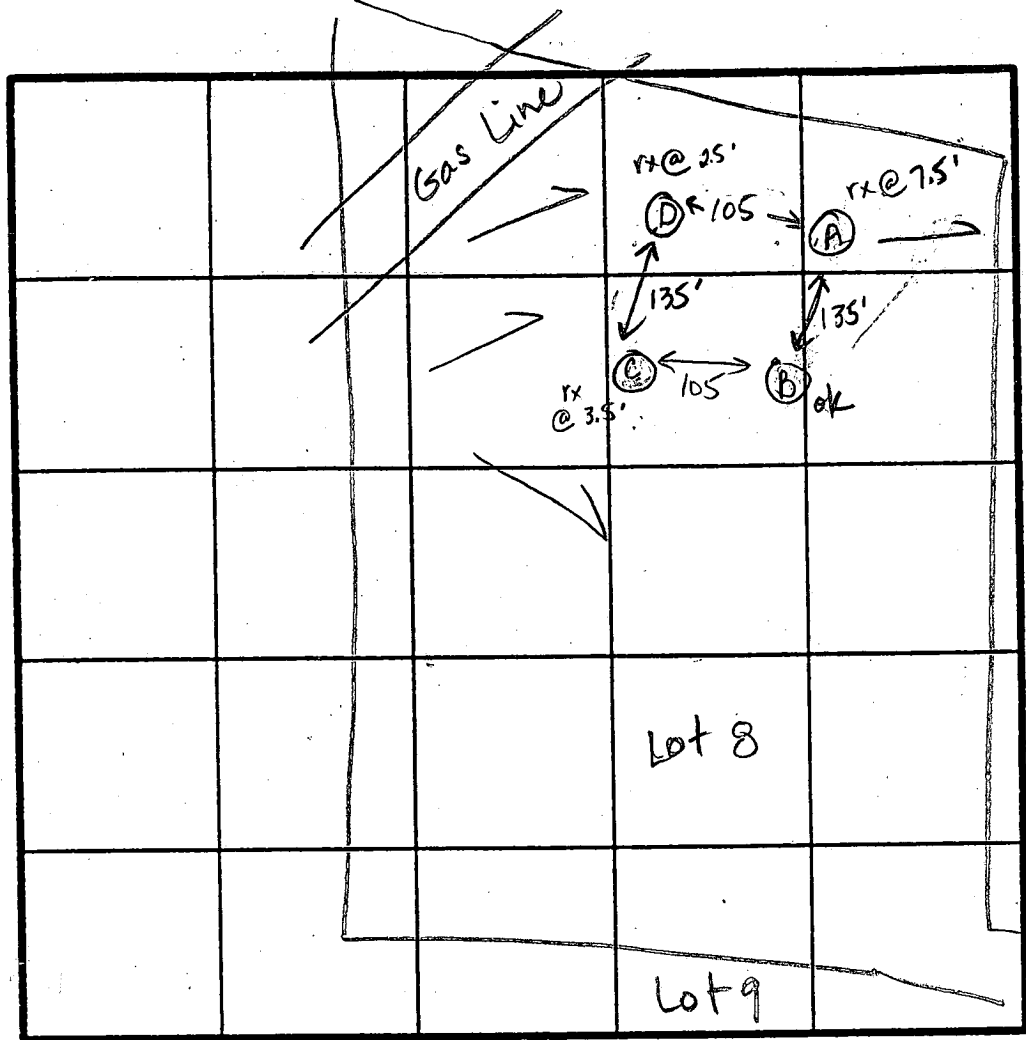 Gas Line
rx@ 2.5'
rx@ 7.5'
D
105
A
135'
135'
C
105
B
ok
rx
@ 3.5'
Lot 8
Lot 9